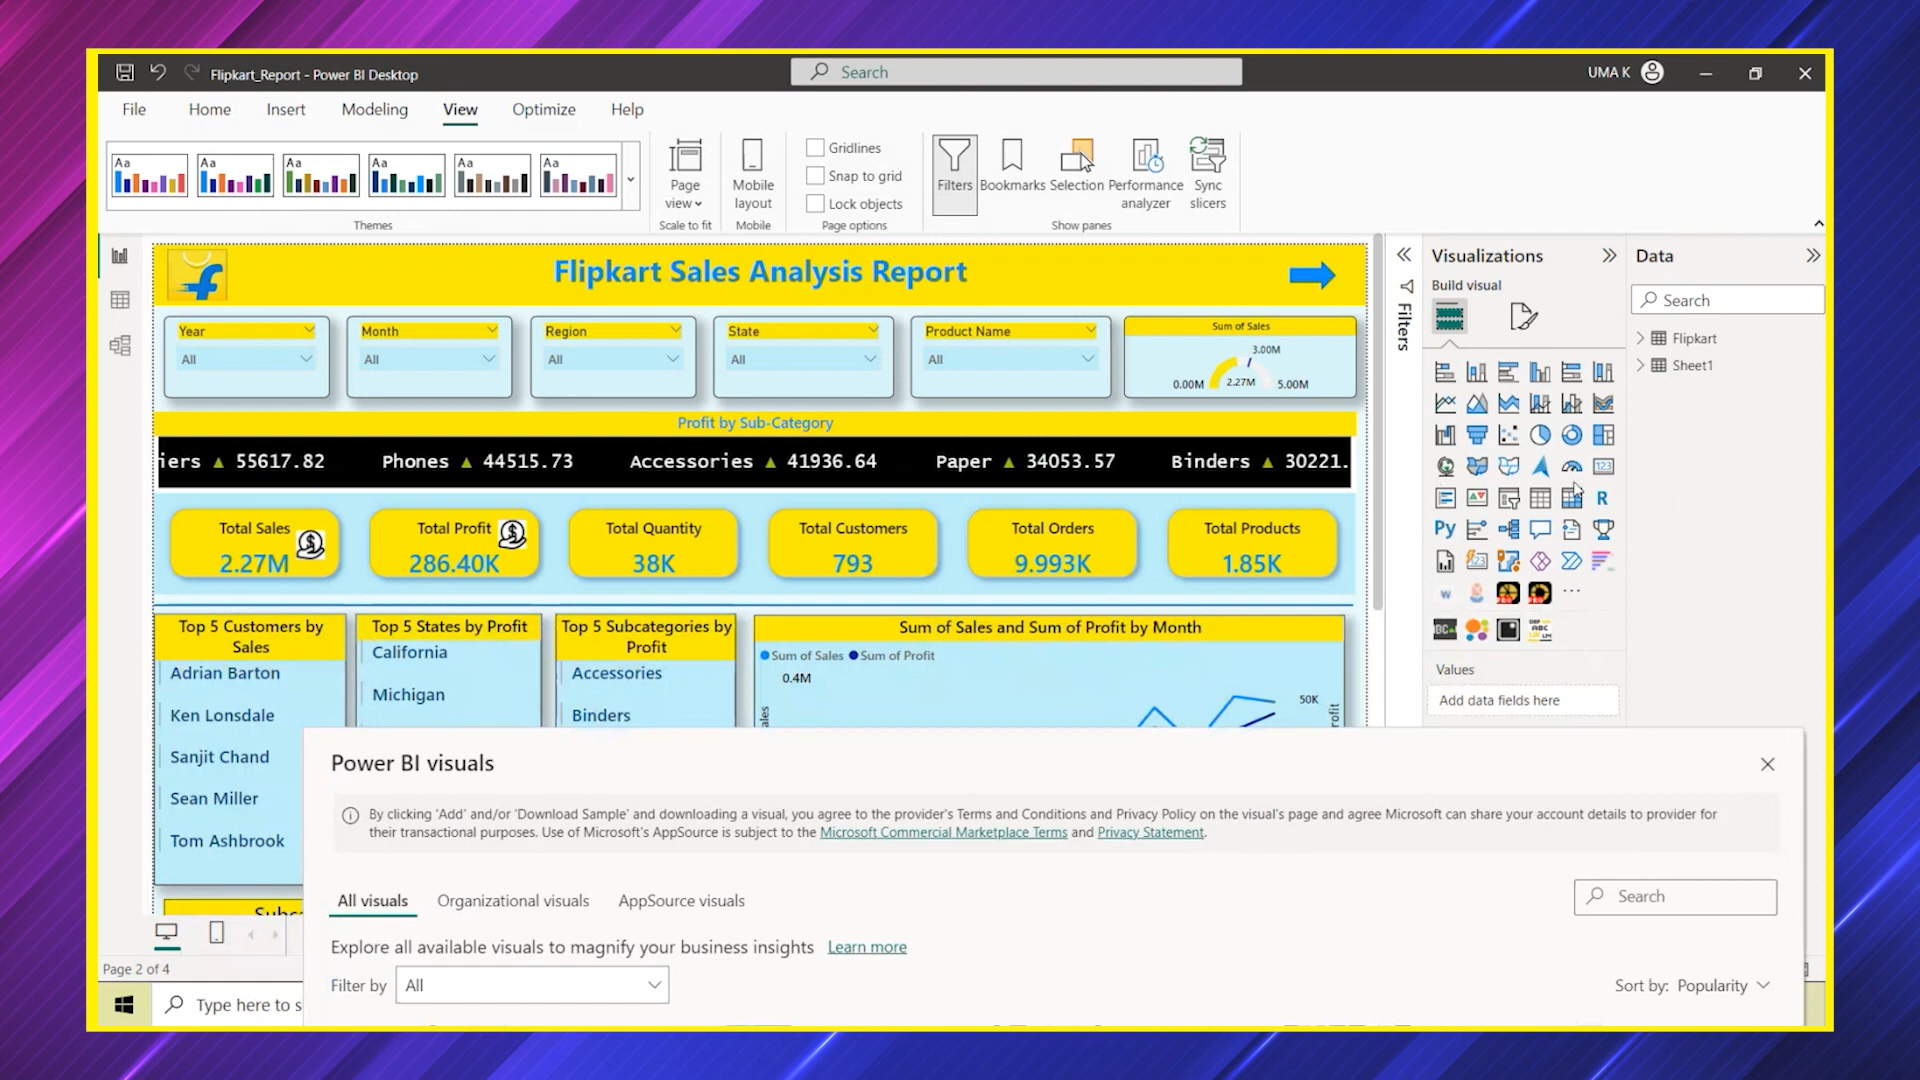 Flipkart_Report - Power BI Desktop
Search
UMA K
File
Home
Insert
Modeling
View
Optimize
Help
Aa
Aa
Aa
Aa
Aa
Aa
Themes
Page
view
Scale to fit
Mobile
layout
Mobile
Gridlines
Snap to grid
Lock objects
Page options
Filters
Bookmarks
Selection
Performance
analyzer
Sync
slicers
Show panes
Flipkart Sales Analysis Report
Year
All
Month
All
Region
All
State
All
Product Name
All
Sum of Sales
3.00M
0.00M
2.27M
5.00M
Profit by Sub-Category
iers ▲ 55617.82 Phones ▲ 44515.73 Accessories ▲ 41936.64 Paper ▲ 34053.57 Binders ▲ 30221.
Total Sales
2.27M
Total Profit
286.40K
Total Quantity
38K
Total Customers
793
Total Orders
9.993K
Total Products
1.85K
Top 5 Customers by
Sales
Adrian Barton
Ken Lonsdale
Sanjit Chand
Sean Miller
Tom Ashbrook
Top 5 States by Profit
California
Michigan
Top 5 Subcategories by
Profit
Accessories
Binders
Sum of Sales and Sum of Profit by Month
Sum of Sales
Sum of Profit
0.4M
50K
ales
rofit
Filters
Visualizations
Build visual
123
R
Py
Values
Add data fields here
Data
Search
Flipkart
Sheet1
Power BI visuals
By clicking 'Add' and/or 'Download Sample' and downloading a visual, you agree to the provider's Terms and Conditions and Privacy Policy on the visual's page and agree Microsoft can share your account details to provider for
their transactional purposes. Use of Microsoft's AppSource is subject to the Microsoft Commercial Marketplace Terms and Privacy Statement.
All visuals
Organizational visuals
AppSource visuals
Search
Explore all available visuals to magnify your business insights Learn more
Filter by
All
Sort by: Popularity
Page 2 of 4
Type here to s